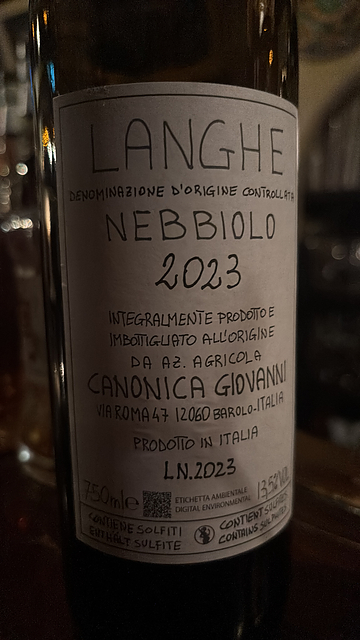 LANGHE
DENOMINAZIONE D'ORIGINE CONTROLLATA
NEBBIOLO
2023
INTEGRALMENTE PRODOTTO E
IMBOTTIGLIATO ALL'ORIGINE
DA AZ. AGRICOLA
CANONICA GIOVANNI
VIA ROMA 47 12060 BAROLO-ITALIA
PRODOTTO IN ITALIA
L N.2023
750ml e ETICHETTA AMBIENTALE 13,5%VOL
DIGITAL ENVIRONMENTAL
CONTIENE SOLFITI CONTIENT SULFITES
ENTHÄLT SULFITE CONTAINS SULPHITES